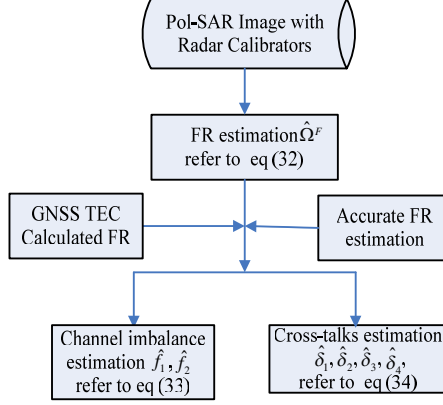 Pol-SAR Image with
Radar Calibrators
FR estimation Ω̂^F
refer to eq (32)
GNSS TEC
Calculated FR
Accurate FR
estimation
Channel imbalance
estimation f̂₁, f̂₂
refer to eq (33)
Cross-talks estimation
δ̂₁, δ̂₂, δ̂₃, δ̂₄,
refer to eq (34)